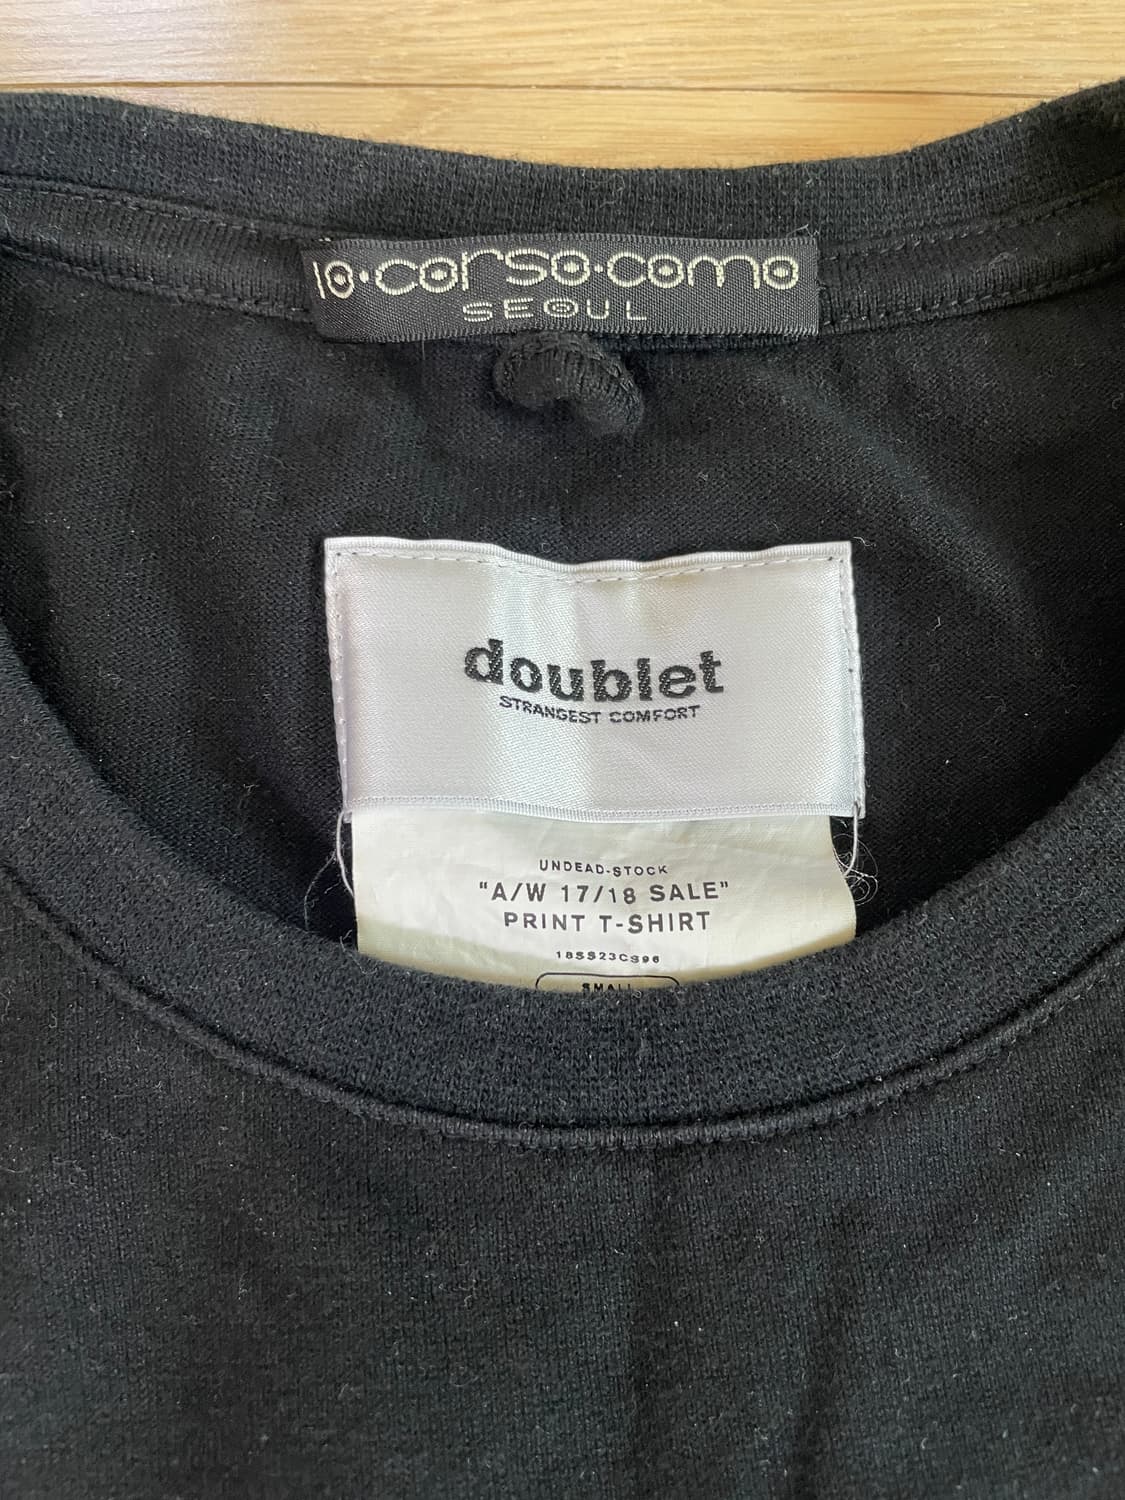 10·corso·como
SEOUL
doublet
STRANGEST COMFORT
UNDEAD-STOCK
"A/W 17/18 SALE"
PRINT T-SHIRT
18SS23CS96
SMALL